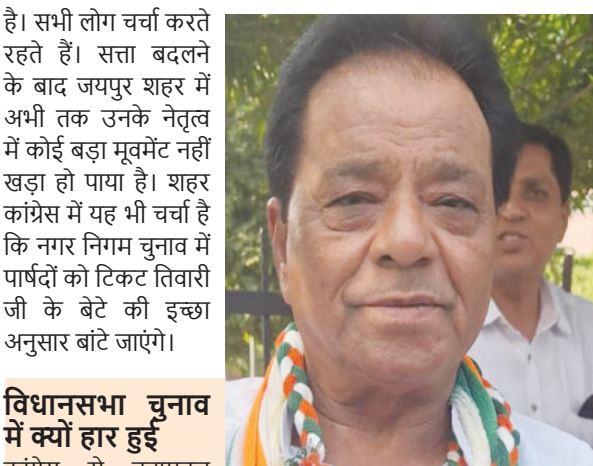 है। सभी लोग चर्चा करते
रहते हैं। सत्ता बदलने
के बाद जयपुर शहर में
अभी तक उनके नेतृत्व
में कोई बड़ा मूवमेंट नहीं
खड़ा हो पाया है। शहर
कांग्रेस में यह भी चर्चा है
कि नगर निगम चुनाव में
पार्षदों को टिकट तिवारी
जी के बेटे की इच्छा
अनुसार बांटे जाएंगे।
विधानसभा चुनाव
में क्यों हार हुई